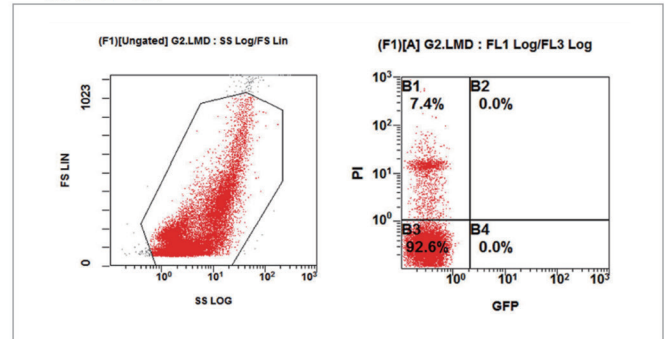 (F1)[Ungated] G2.LMD : SS Log/FS Lin
FS LIN
1023
0
10⁰ 10¹ 10² 10³
SS LOG
(F1)[A] G2.LMD : FL1 Log/FL3 Log
PI
10³
10²
10¹
10⁰
B1
7.4%
B2
0.0%
B3
92.6%
B4
0.0%
10⁰ 10¹ 10² 10³
GFP